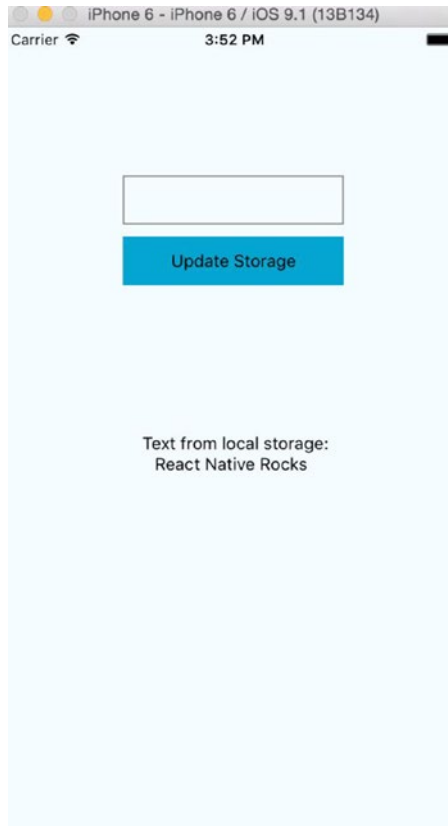 iPhone 6 - iPhone 6 / iOS 9.1 (13B134)
Carrier 3:52 PM
Update Storage
Text from local storage:
React Native Rocks